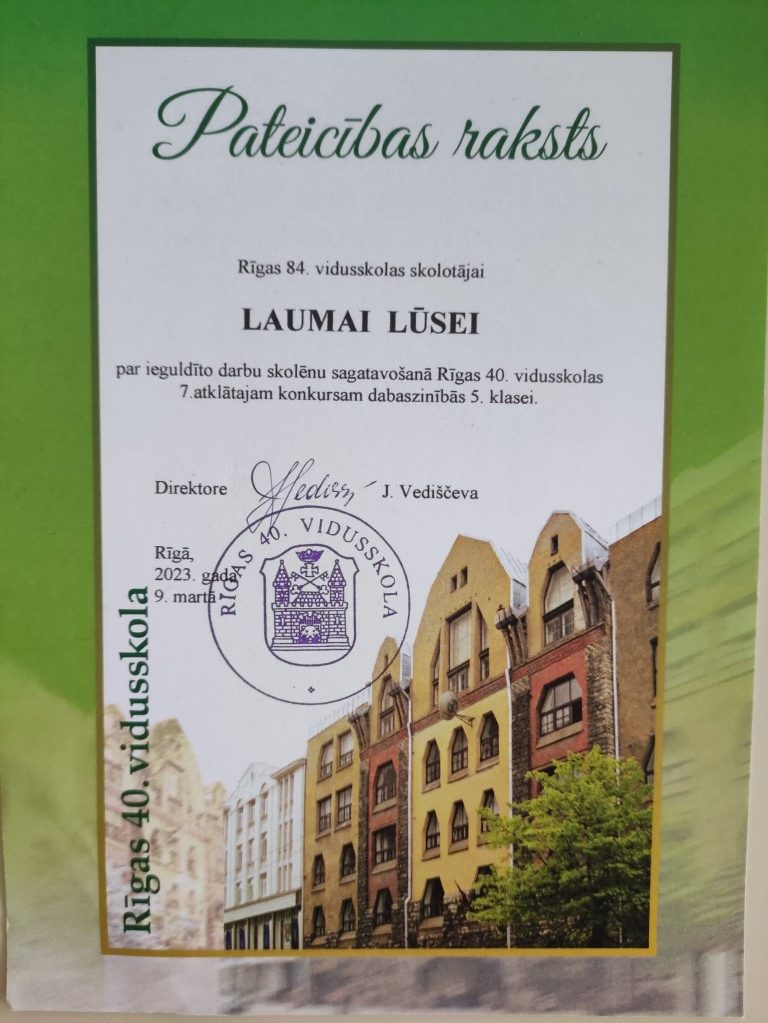 Pateicības raksts
Rīgas 84. vidusskolas skolotājai
LAUMAI LŪSEI
par ieguldīto darbu skolēnu sagatavošanā Rīgas 40. vidusskolas
7.atklātajam konkursam dabaszinībās 5. klasei.
Direktore J. Vediščeva
Rīgā,
2023. gada
9. martā
RĪGAS 40. VIDUSSKOLA
Rīgas 40. vidusskola